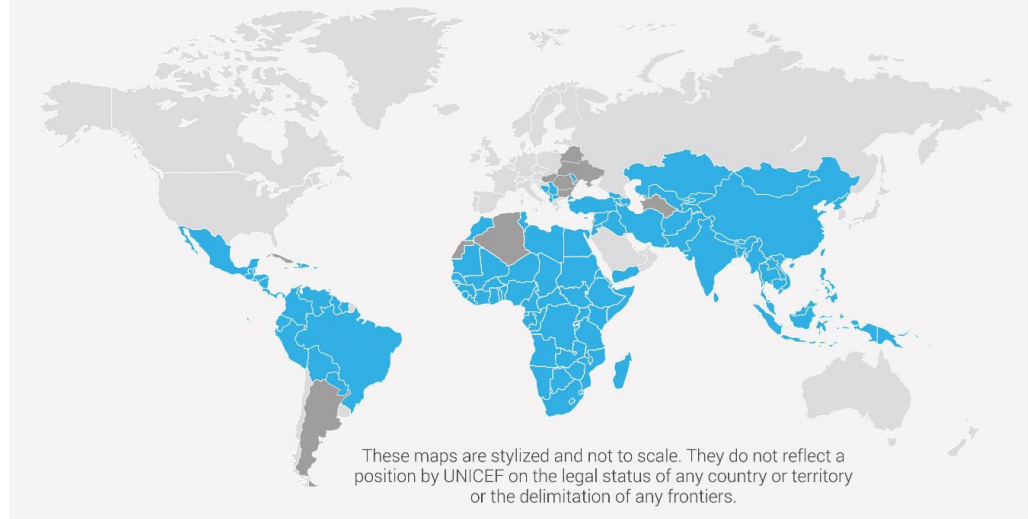 These maps are stylized and not to scale. They do not reflect a
position by UNICEF on the legal status of any country or territory
or the delimitation of any frontiers.